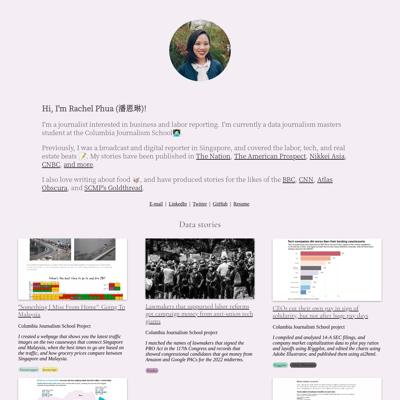 Hi, I'm Rachel Phua (潘恩琳)!
I'm a journalist interested in business and labor reporting. I'm currently a data journalism masters
student at the Columbia Journalism School
Previously, I was a broadcast and digital reporter in Singapore, and covered the labor, tech, and real
estate beats. My stories have been published in The Nation, The American Prospect, Nikkei Asia,
CNBC, and more.
I also love writing about food, and have produced stories for the likes of the BBC, CNN, Atlas
Obscura, and SCMP's Goldthread.
E-mail | LinkedIn | Twitter | GitHub | Resume
Data stories
"Something I Miss From Home": Going To
Malaysia
Columbia Journalism School Project
I created a webpage that shows you the latest traffic
images on the two causeways that connect Singapore
and Malaysia, when the best times to go are based on
the traffic, and how grocery prices compare between
Singapore and Malaysia.
Lawmakers that supported labor reforms
got campaign money from anti-union tech
giants
Columbia Journalism School project
I matched the names of lawmakers that signed the
PRO Act in the 117th Congress and records that
showed congressional candidates that got money from
Amazon and Google PACs for the 2022 midterms.
Tech companies did worse than their landing counterparts
CEOs cut their own pay in sign of
solidarity, but not after huge pay days
Columbia Journalism School project
I compiled and analyzed 14-A SEC filings, and
company market capitalization data to plot pay ratios
and layoffs using R/ggplot, and edited the charts using
Adobe Illustrator, and published them using ai2html.